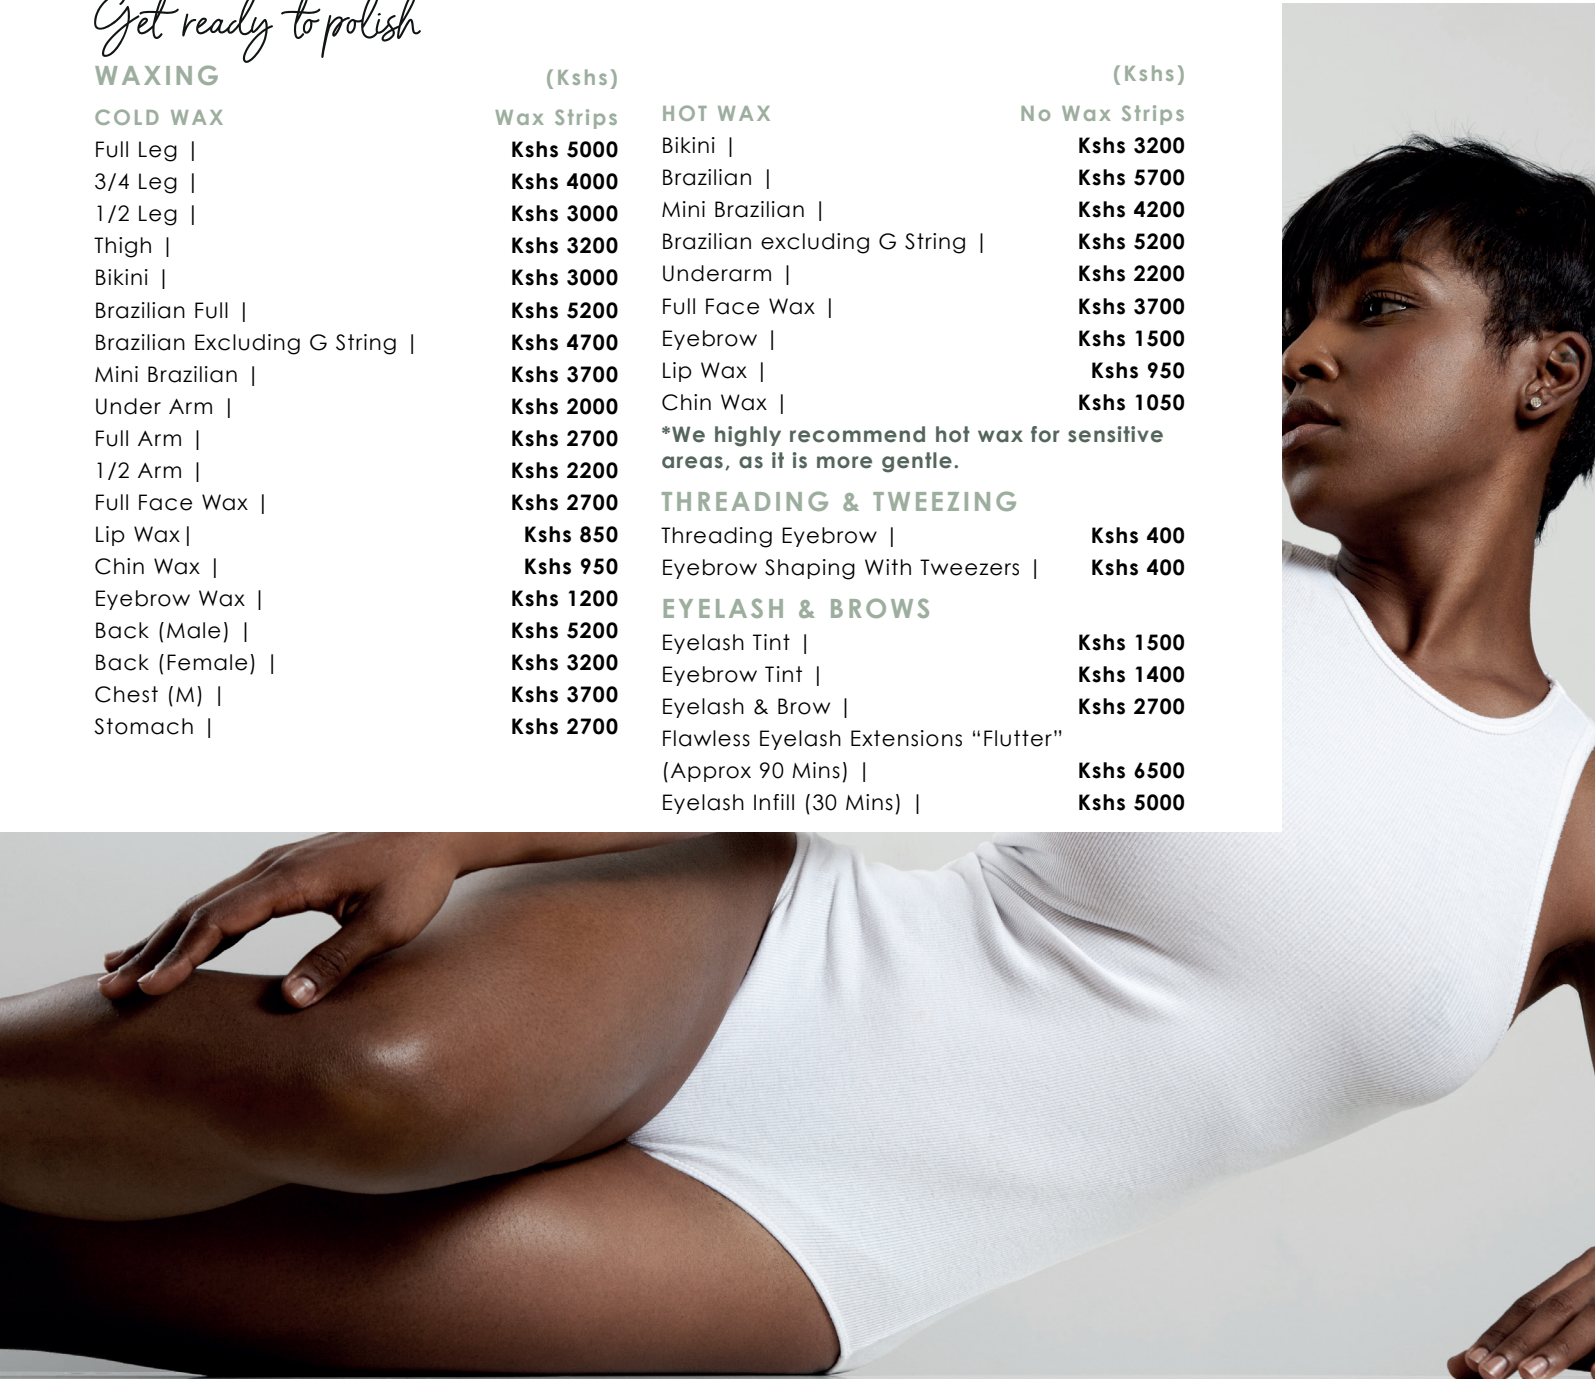 Get ready to polish
WAXING (Kshs)
COLD WAX Wax Strips
Full Leg | Kshs 5000
3/4 Leg | Kshs 4000
1/2 Leg | Kshs 3000
Thigh | Kshs 3200
Bikini | Kshs 3000
Brazilian Full | Kshs 5200
Brazilian Excluding G String | Kshs 4700
Mini Brazilian | Kshs 3700
Under Arm | Kshs 2000
Full Arm | Kshs 2700
1/2 Arm | Kshs 2200
Full Face Wax | Kshs 2700
Lip Wax| Kshs 850
Chin Wax | Kshs 950
Eyebrow Wax | Kshs 1200
Back (Male) | Kshs 5200
Back (Female) | Kshs 3200
Chest (M) | Kshs 3700
Stomach | Kshs 2700
(Kshs)
HOT WAX No Wax Strips
Bikini | Kshs 3200
Brazilian | Kshs 5700
Mini Brazilian | Kshs 4200
Brazilian excluding G String | Kshs 5200
Underarm | Kshs 2200
Full Face Wax | Kshs 3700
Eyebrow | Kshs 1500
Lip Wax | Kshs 950
Chin Wax | Kshs 1050
*We highly recommend hot wax for sensitive
areas, as it is more gentle.
THREADING & TWEEZING
Threading Eyebrow | Kshs 400
Eyebrow Shaping With Tweezers | Kshs 400
EYELASH & BROWS
Eyelash Tint | Kshs 1500
Eyebrow Tint | Kshs 1400
Eyelash & Brow | Kshs 2700
Flawless Eyelash Extensions “Flutter”
(Approx 90 Mins) | Kshs 6500
Eyelash Infill (30 Mins) | Kshs 5000